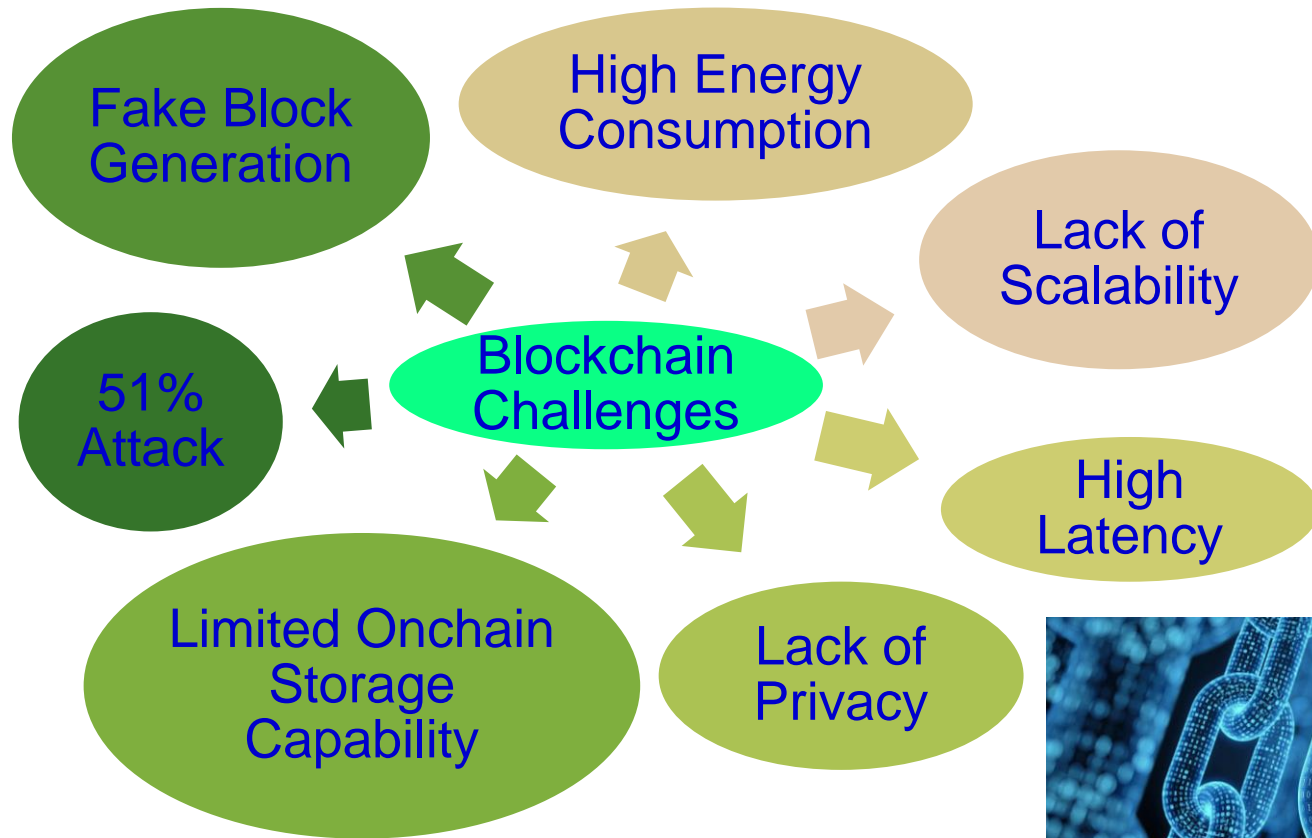 Fake Block
Generation
High Energy
Consumption
Lack of
Scalability
Blockchain
Challenges
51%
Attack
High
Latency
Limited Onchain
Storage
Capability
Lack of
Privacy